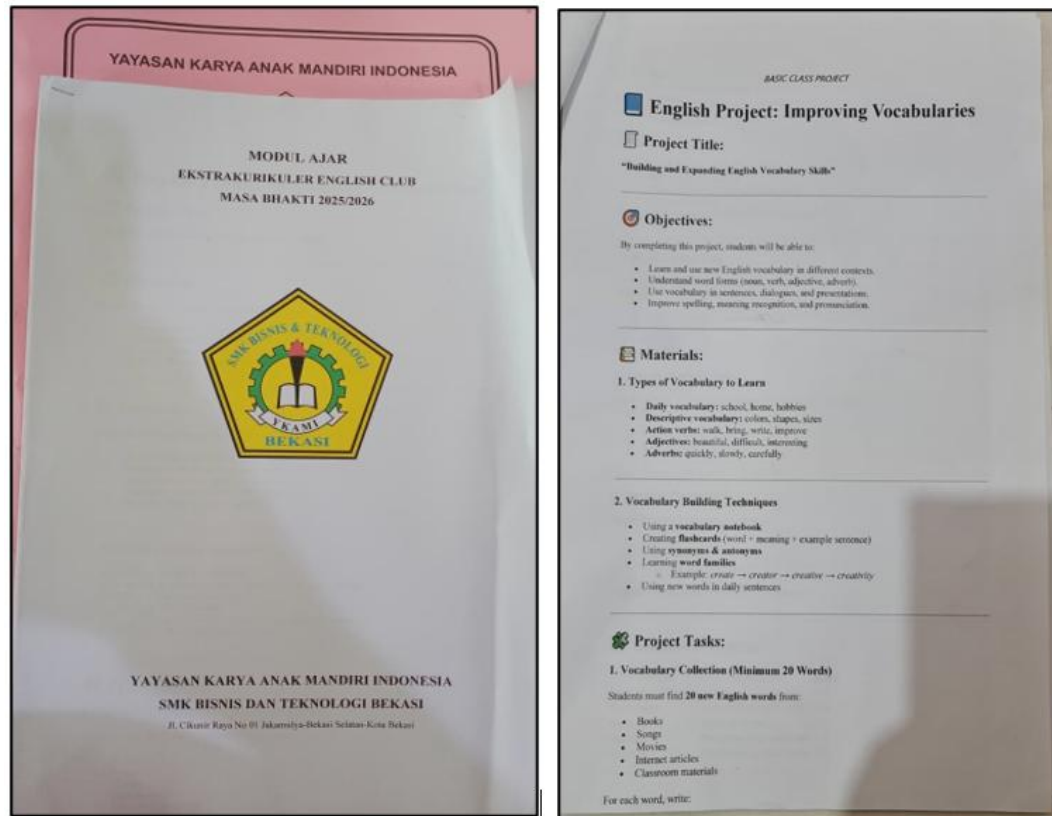 YAYASAN KARYA ANAK MANDIRI INDONESIA
MODUL AJAR
EKSTRAKURIKULER ENGLISH CLUB
MASA BHAKTI 2025/2026
SMK BISNIS & TEKNOLOGI
YKAMI
BEKASI
YAYASAN KARYA ANAK MANDIRI INDONESIA
SMK BISNIS DAN TEKNOLOGI BEKASI
Raya No 01 Jakamulya-Bekasi Selatan-Kota Bekasi
BASIC CLASS PROJECT
English Project: Improving Vocabularies
Project Title:
"Building and Expanding English Vocabulary Skills"
Objectives:
By completing this project, students will be able to:
• Learn and use new English vocabulary in different contexts.
• Understand word forms (noun, verb, adjective, adverb).
• Use vocabulary in sentences, dialogues, and presentations.
• Improve spelling, meaning recognition, and pronunciation.
Materials:
1. Types of Vocabulary to Learn
• Daily vocabulary: school, home, hobbies
• Descriptive vocabulary: colors, shapes, sizes
• Action verbs: walk, bring, write, improve
• Adjectives: beautiful, difficult, interesting
• Adverbs: quickly, slowly, carefully
2. Vocabulary Building Techniques
• Using a vocabulary notebook
• Creating flashcards (word + meaning + example sentence)
• Using synonyms & antonyms
• Learning word families
○ Example: create → creator → creative → creativity
• Using new words in daily sentences
Project Tasks:
1. Vocabulary Collection (Minimum 20 Words)
Students must find 20 new English words from:
• Books
• Songs
• Movies
• Internet articles
• Classroom materials
For each word, write: